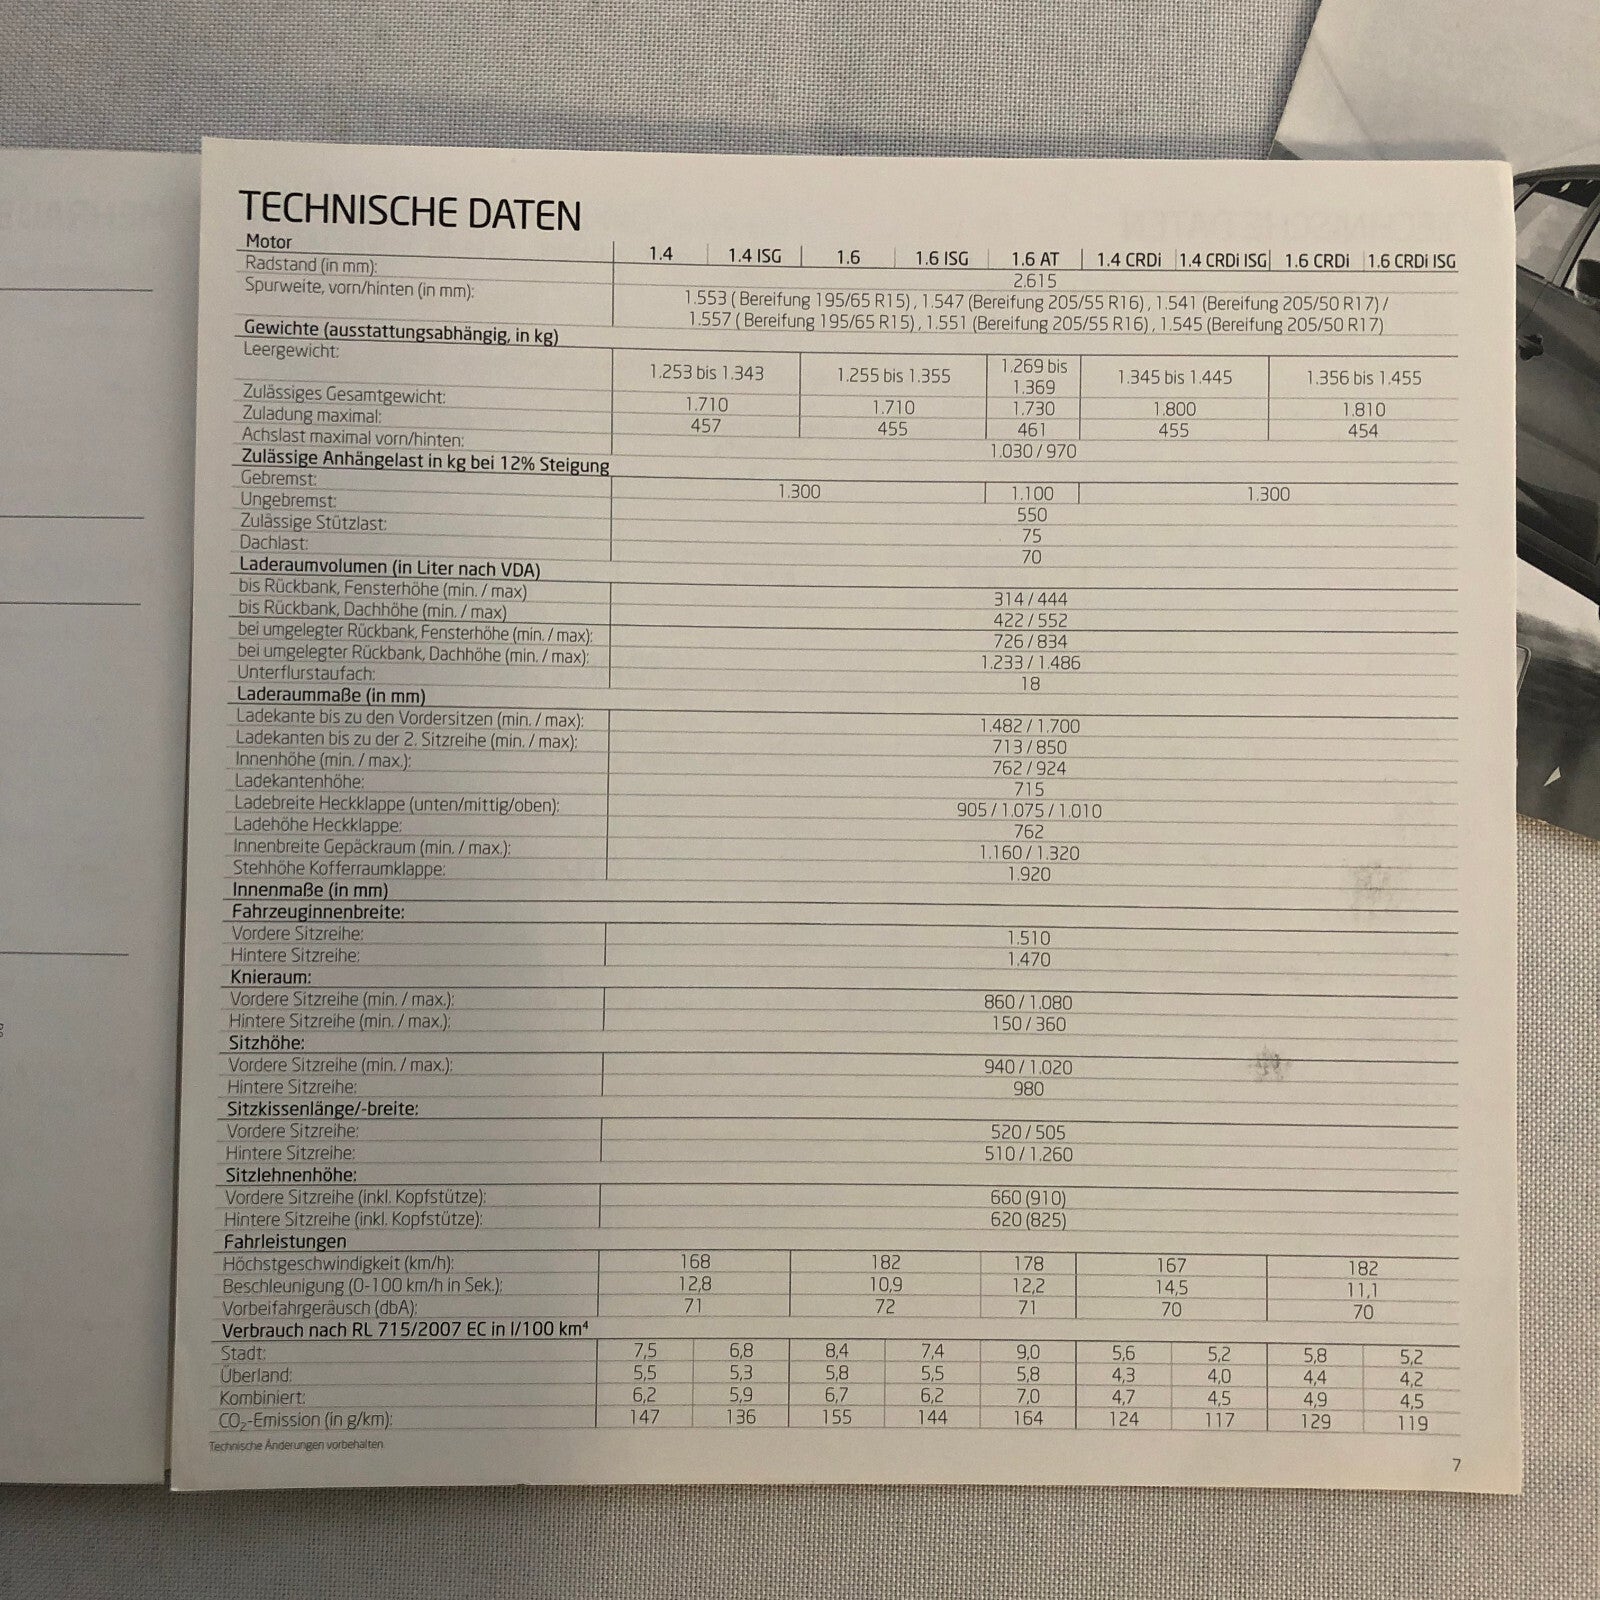 TECHNISCHE DATEN
Motor 1.4 1.4 ISG 1.6 1.6 ISG 1.6 AT 1.4 CRDi 1.4 CRDi ISG 1.6 CRDi 1.6 CRDi ISG
Radstand (in mm): 2.615
Spurweite, vorn/hinten (in mm): 1.553 ( Bereifung 195/65 R15) , 1.547 (Bereifung 205/55 R16) , 1.541 (Bereifung 205/50 R17) /
1.557 ( Bereifung 195/65 R15) , 1.551 (Bereifung 205/55 R16) , 1.545 (Bereifung 205/50 R17)
Gewichte (ausstattungsabhängig, in kg)
Leergewicht: 1.253 bis 1.343 1.255 bis 1.355 1.269 bis 1.369 1.345 bis 1.445 1.356 bis 1.455
Zulässiges Gesamtgewicht: 1.710 1.710 1.730 1.800 1.810
Zuladung maximal: 457 455 461 455 454
Achslast maximal vorn/hinten: 1.030 / 970
Zulässige Anhängelast in kg bei 12% Steigung
Gebremst: 1.300 1.100 1.300
Ungebremst: 550
Zulässige Stützlast: 75
Dachlast: 70
Laderaumvolumen (in Liter nach VDA)
bis Rückbank, Fensterhöhe (min. / max) 314 / 444
bis Rückbank, Dachhöhe (min. / max) 422 / 552
bei umgelegter Rückbank, Fensterhöhe (min. / max): 726 / 834
bei umgelegter Rückbank, Dachhöhe (min. / max): 1.233 / 1.486
Unterflurstaufach: 18
Laderaummaße (in mm)
Ladekante bis zu den Vordersitzen (min. / max): 1.482 / 1.700
Ladekanten bis zu der 2. Sitzreihe (min. / max): 713 / 850
Innenhöhe (min. / max.): 762 / 924
Ladekantenhöhe: 715
Ladebreite Heckklappe (unten/mittig/oben): 905 / 1.075 / 1.010
Ladehöhe Heckklappe: 762
Innenbreite Gepäckraum (min. / max.): 1.160 / 1.320
Stehhöhe Kofferraumklappe: 1.920
Innenmaße (in mm)
Fahrzeuginnenbreite:
Vordere Sitzreihe: 1.510
Hintere Sitzreihe: 1.470
Knieraum:
Vordere Sitzreihe (min. / max.): 860 / 1.080
Hintere Sitzreihe (min. / max.): 150 / 360
Sitzhöhe:
Vordere Sitzreihe (min. / max.): 940 / 1.020
Hintere Sitzreihe: 980
Sitzkissenlänge/-breite:
Vordere Sitzreihe: 520 / 505
Hintere Sitzreihe: 510 / 1.260
Sitzlehnenhöhe:
Vordere Sitzreihe (inkl. Kopfstütze): 660 (910)
Hintere Sitzreihe (inkl. Kopfstütze): 620 (825)
Fahrleistungen
Höchstgeschwindigkeit (km/h): 168 182 178 167 182
Beschleunigung (0-100 km/h in Sek.): 12,8 10,9 12,2 14,5 11,1
Vorbeifahrgeräusch (dbA): 71 72 71 70 70
Verbrauch nach RL 715/2007 EC in l/100 km⁴
Stadt: 7,5 6,8 8,4 7,4 9,0 5,6 5,2 5,8 5,2
Überland: 5,5 5,3 5,8 5,5 5,8 4,3 4,0 4,4 4,2
Kombiniert: 6,2 5,9 6,7 6,2 7,0 4,7 4,5 4,9 4,5
CO₂-Emission (in g/km): 147 136 155 144 164 124 117 129 119
Technische Änderungen vorbehalten.
7